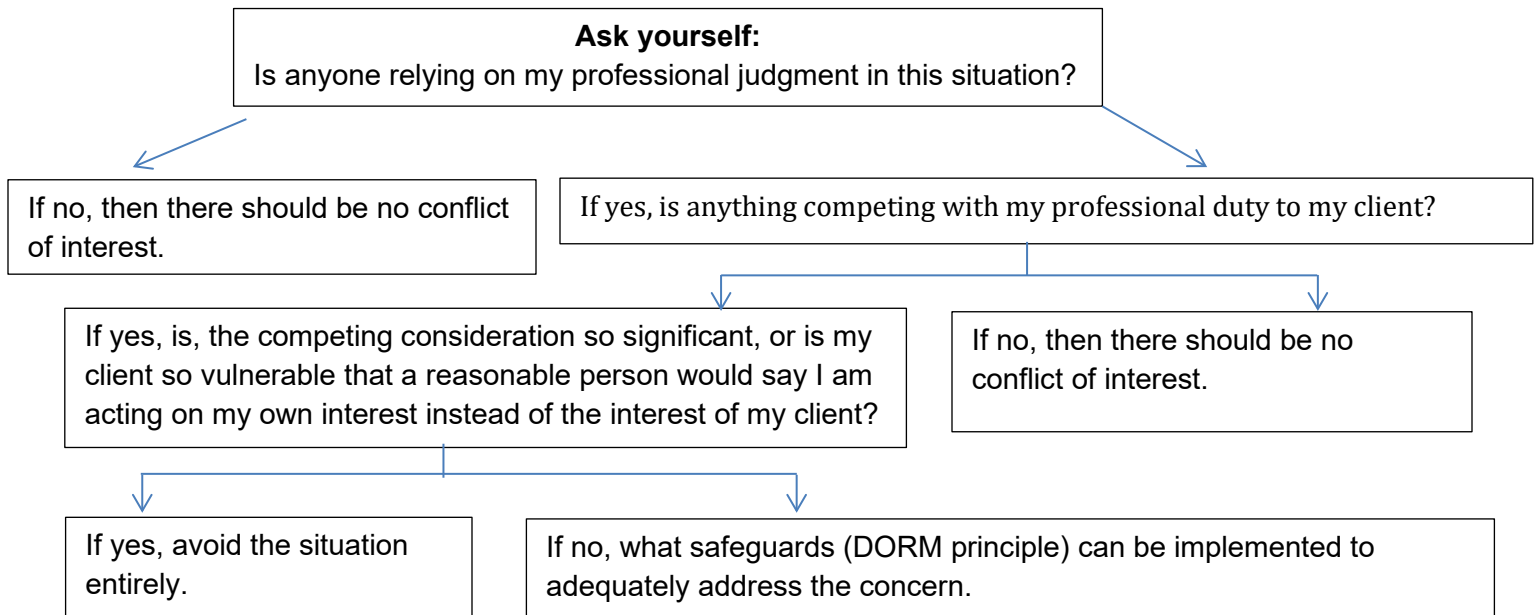 Ask yourself:
Is anyone relying on my professional judgment in this situation?
If no, then there should be no conflict
of interest.
If yes, is anything competing with my professional duty to my client?
If yes, is, the competing consideration so significant, or is my
client so vulnerable that a reasonable person would say I am
acting on my own interest instead of the interest of my client?
If no, then there should be no
conflict of interest.
If yes, avoid the situation
entirely.
If no, what safeguards (DORM principle) can be implemented to
adequately address the concern.